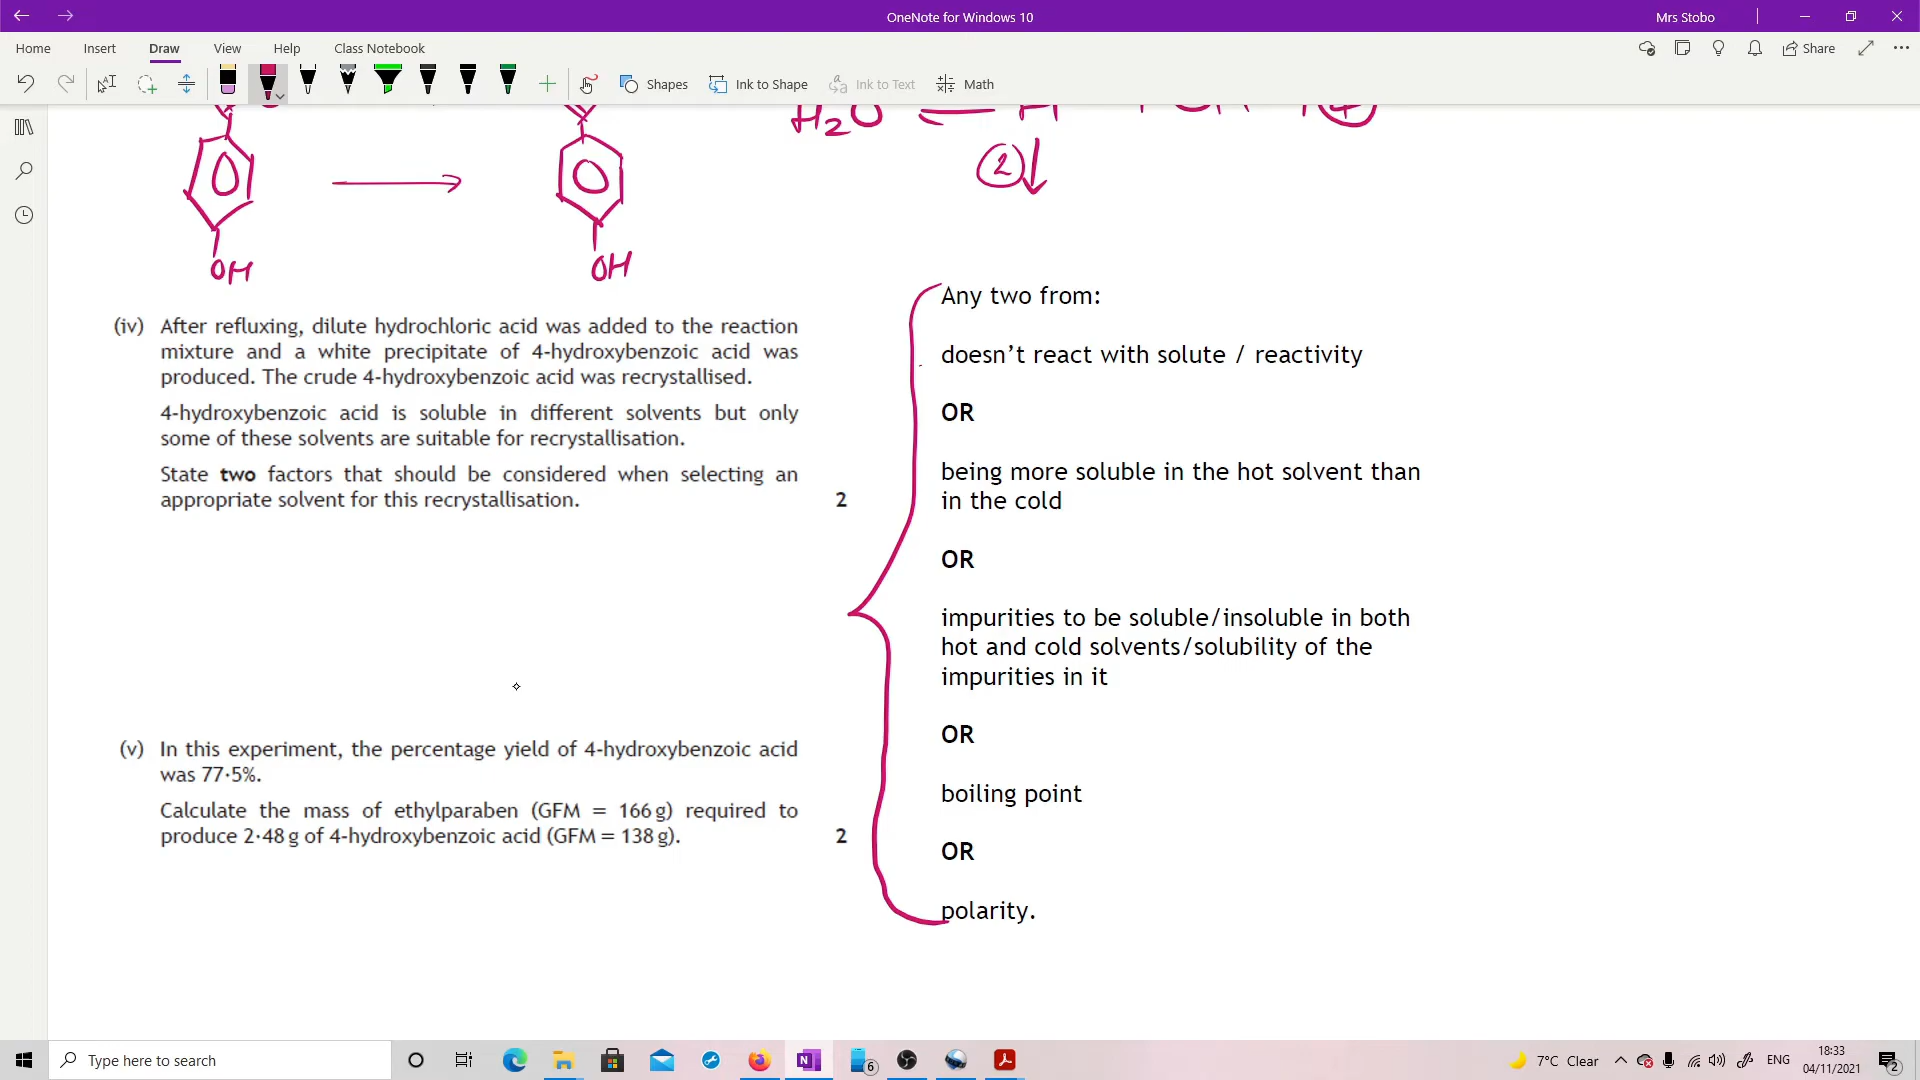 OneNote for Windows 10
Mrs Stobo
Home Insert Draw View Help Class Notebook
Share
Shapes Ink to Shape Ink to Text Math
H₂O
2
OH
OH
(iv) After refluxing, dilute hydrochloric acid was added to the reaction
mixture and a white precipitate of 4-hydroxybenzoic acid was
produced. The crude 4-hydroxybenzoic acid was recrystallised.
4-hydroxybenzoic acid is soluble in different solvents but only
some of these solvents are suitable for recrystallisation.
State two factors that should be considered when selecting an
appropriate solvent for this recrystallisation.
2
(v) In this experiment, the percentage yield of 4-hydroxybenzoic acid
was 77·5%.
Calculate the mass of ethylparaben (GFM = 166 g) required to
produce 2·48 g of 4-hydroxybenzoic acid (GFM = 138 g).
2
Any two from:
doesn’t react with solute / reactivity
OR
being more soluble in the hot solvent than
in the cold
OR
impurities to be soluble/insoluble in both
hot and cold solvents/solubility of the
impurities in it
OR
boiling point
OR
polarity.
Type here to search
6
7°C Clear
ENG
18:33
04/11/2021
2